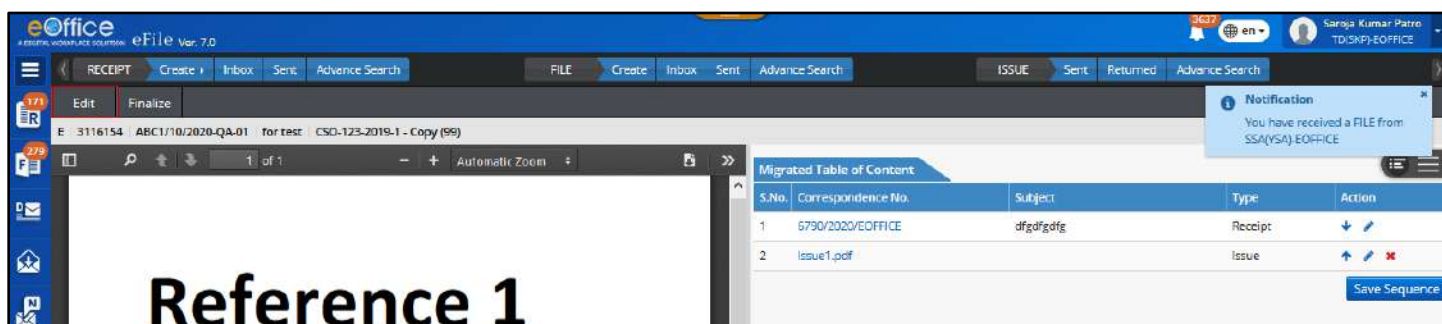 eOffice
A DIGITAL WORKPLACE SOLUTION eFile Ver. 7.0
3637 en
Saroja Kumar Patro
TD(SKP)-EOFFICE
RECEIPT Create Inbox Sent Advance Search FILE Create Inbox Sent Advance Search ISSUE Sent Returned Advance Search
171 R
Edit Finalize
Notification
You have received a FILE from
SSA(YSA)-EOFFICE
E 3116154 ABC1/10/2020-QA-01 for test CSO-123-2019-1 - Copy (99)
279 F
1 of 1 Automatic Zoom
Migrated Table of Content
S.No. Correspondence No. Subject Type Action
1 6790/2020/EOFFICE dfgdfgdfg Receipt
2 Issue1.pdf Issue
Save Sequence
D
N
Reference 1